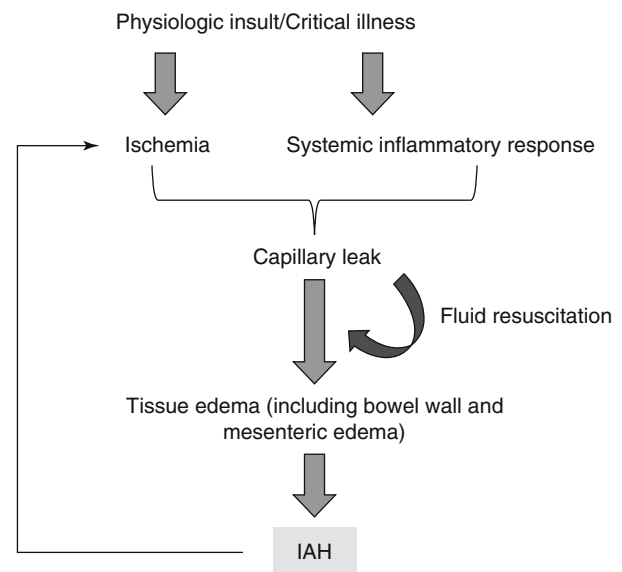 Physiologic insult/Critical illness
Ischemia
Systemic inflammatory response
Capillary leak
Fluid resuscitation
Tissue edema (including bowel wall and
mesenteric edema)
IAH